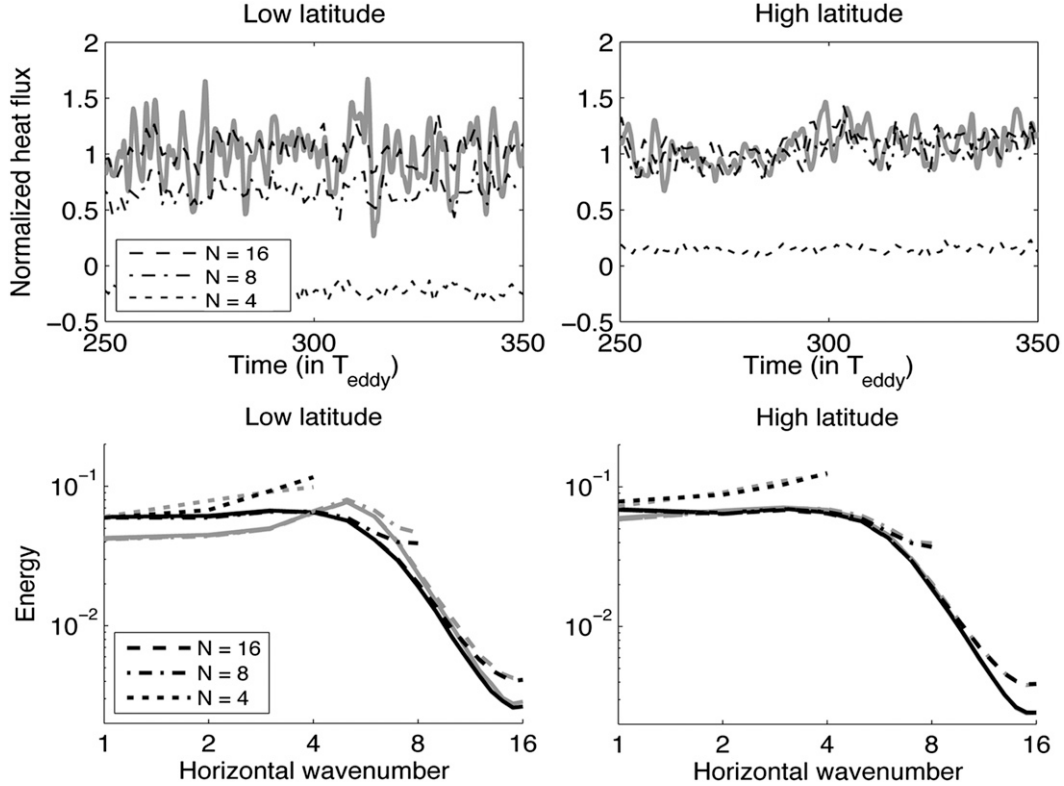 Low latitude
High latitude
Normalized heat flux
2
1.5
1
0.5
0
−0.5
N = 16
N = 8
N = 4
250
300
350
Time (in T_eddy)
2
1.5
1
0.5
0
−0.5
250
300
350
Time (in T_eddy)
Low latitude
High latitude
Energy
10^−1
10^−2
N = 16
N = 8
N = 4
1
2
4
8
16
Horizontal wavenumber
10^−1
10^−2
1
2
4
8
16
Horizontal wavenumber